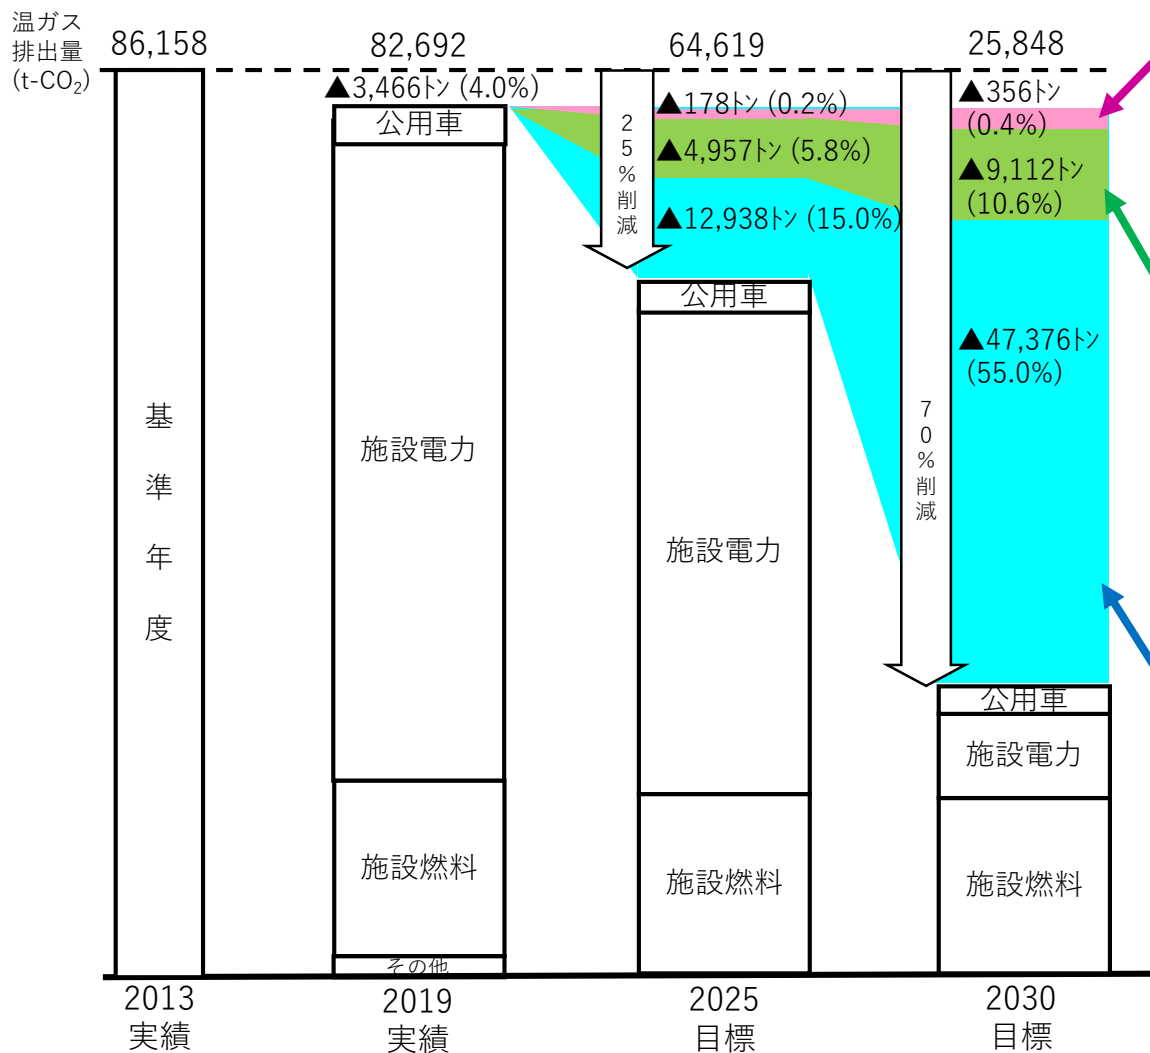 温ガス
排出量
(t-CO₂)
86,158
82,692
64,619
25,848
▲3,466㌧ (4.0%)
▲178㌧ (0.2%)
▲4,957㌧ (5.8%)
▲12,938㌧ (15.0%)
▲356㌧
(0.4%)
▲9,112㌧
(10.6%)
▲47,376㌧
(55.0%)
25%削減
70%削減
基準年度
公用車
施設電力
施設燃料
その他
公用車
施設電力
施設燃料
公用車
施設電力
施設燃料
2013
実績
2019
実績
2025
目標
2030
目標